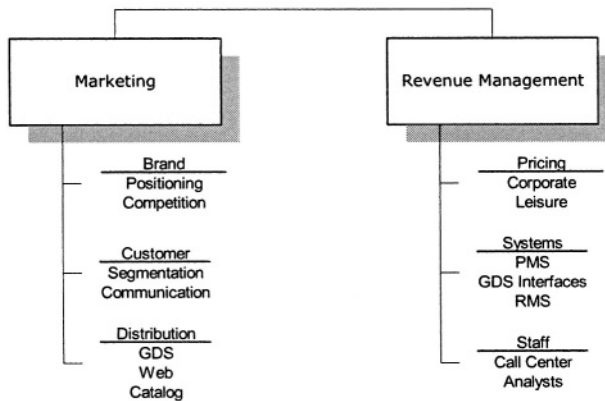 Marketing
Revenue Management
Brand
Positioning
Competition
Customer
Segmentation
Communication
Distribution
GDS
Web
Catalog
Pricing
Corporate
Leisure
Systems
PMS
GDS Interfaces
RMS
Staff
Call Center
Analysts